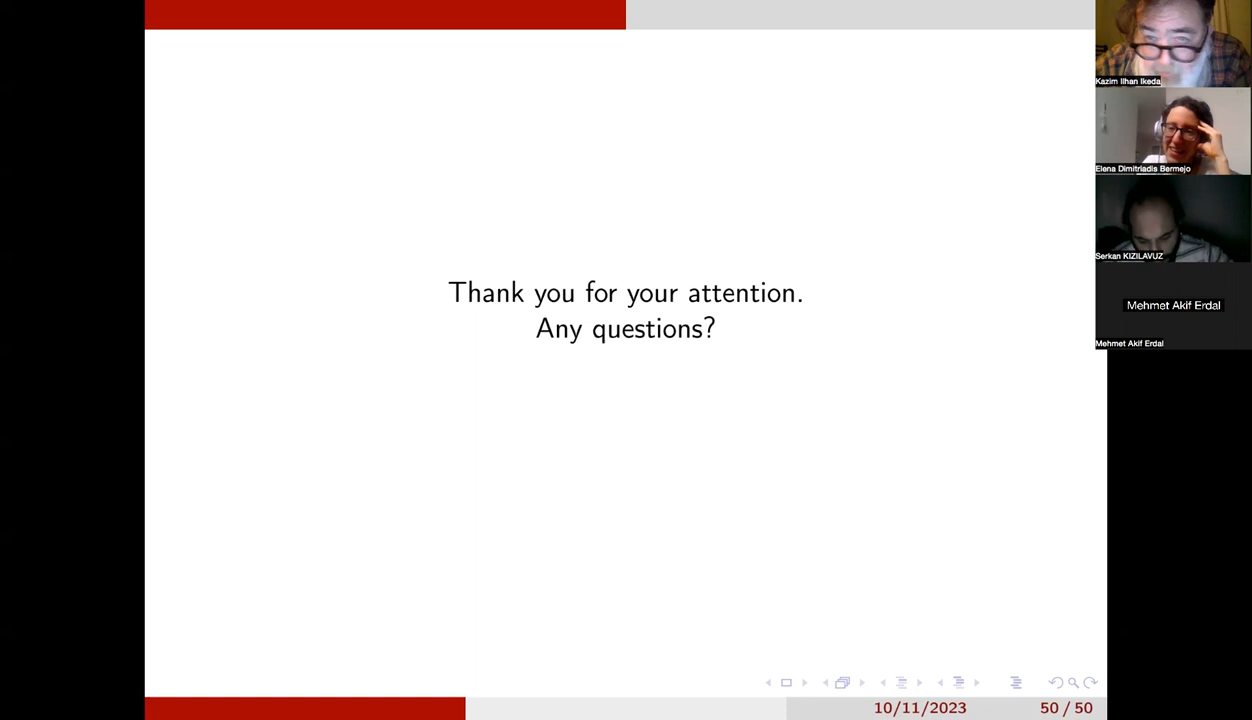 Kazim Ilhan Ikeda
Elena Dimitriadis Bermejo
Serkan KIZILAVUZ
Mehmet Akif Erdal
Mehmet Akif Erdal
Thank you for your attention.
Any questions?
10/11/2023
50 / 50